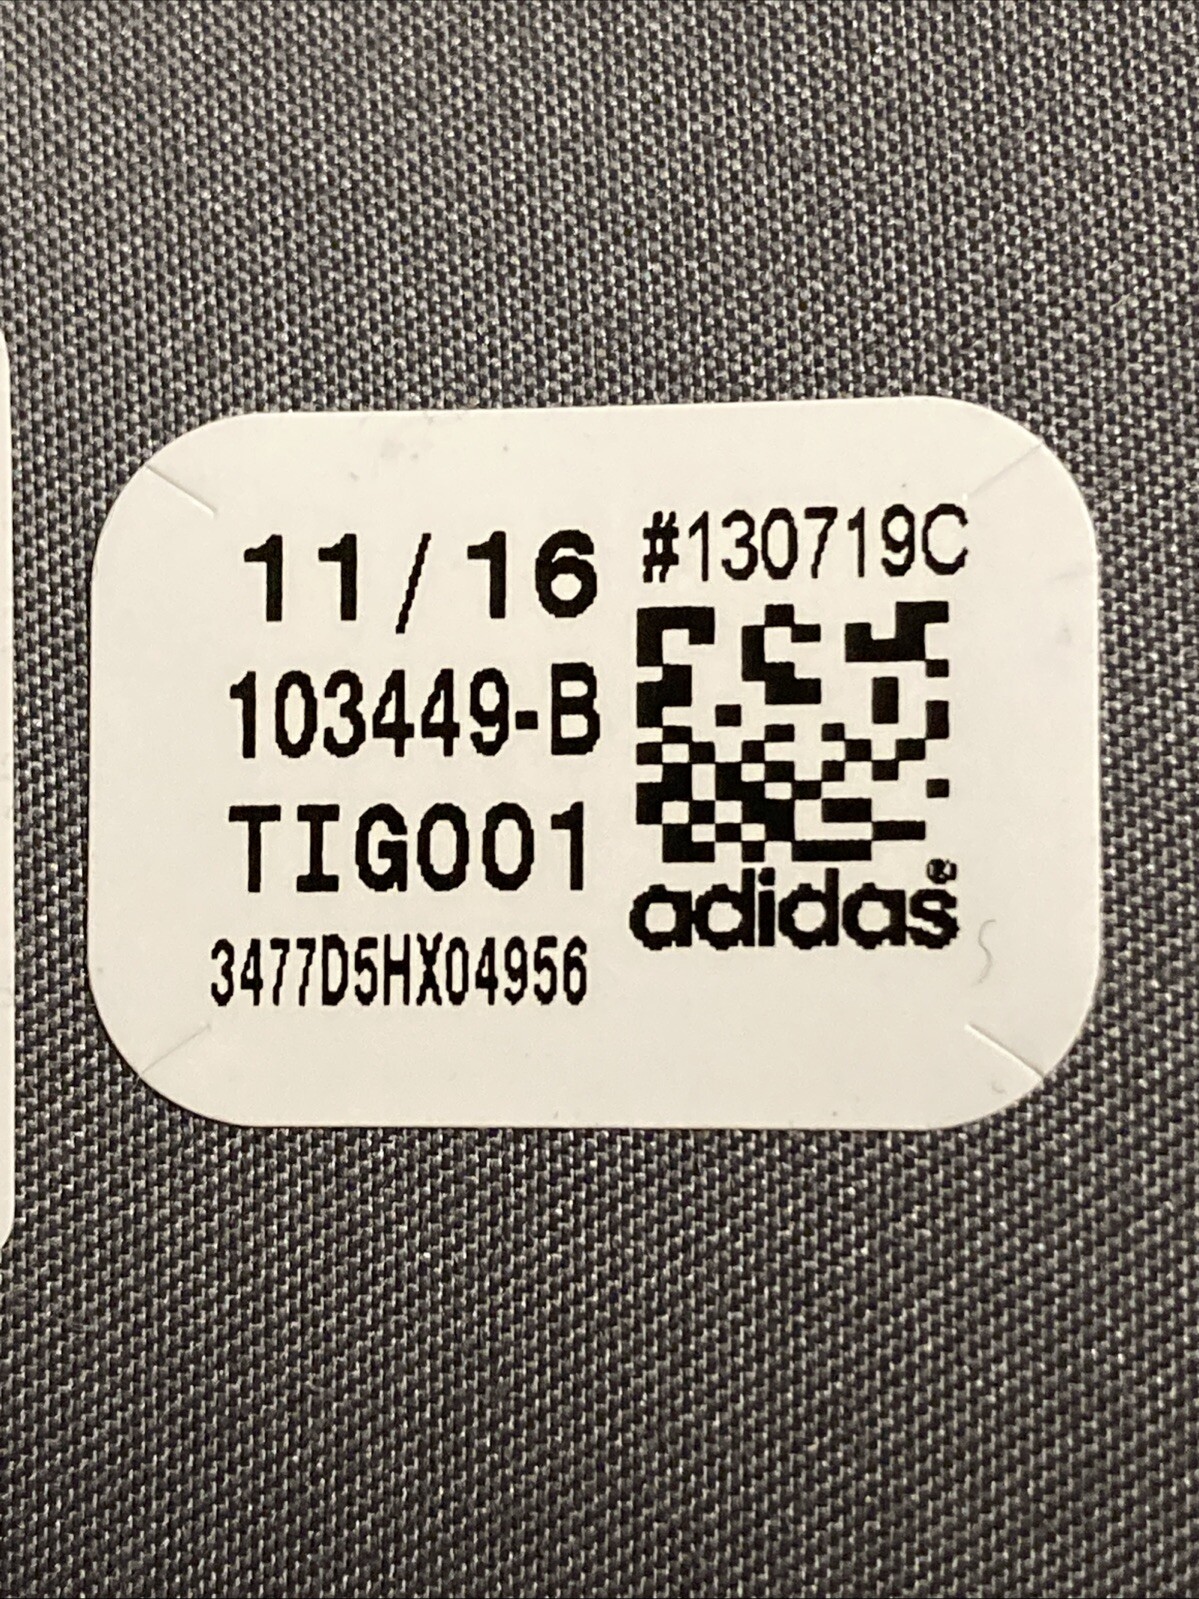 11/16
103449-B
TIG001
3477D5HX04956
#130719C
adidas®